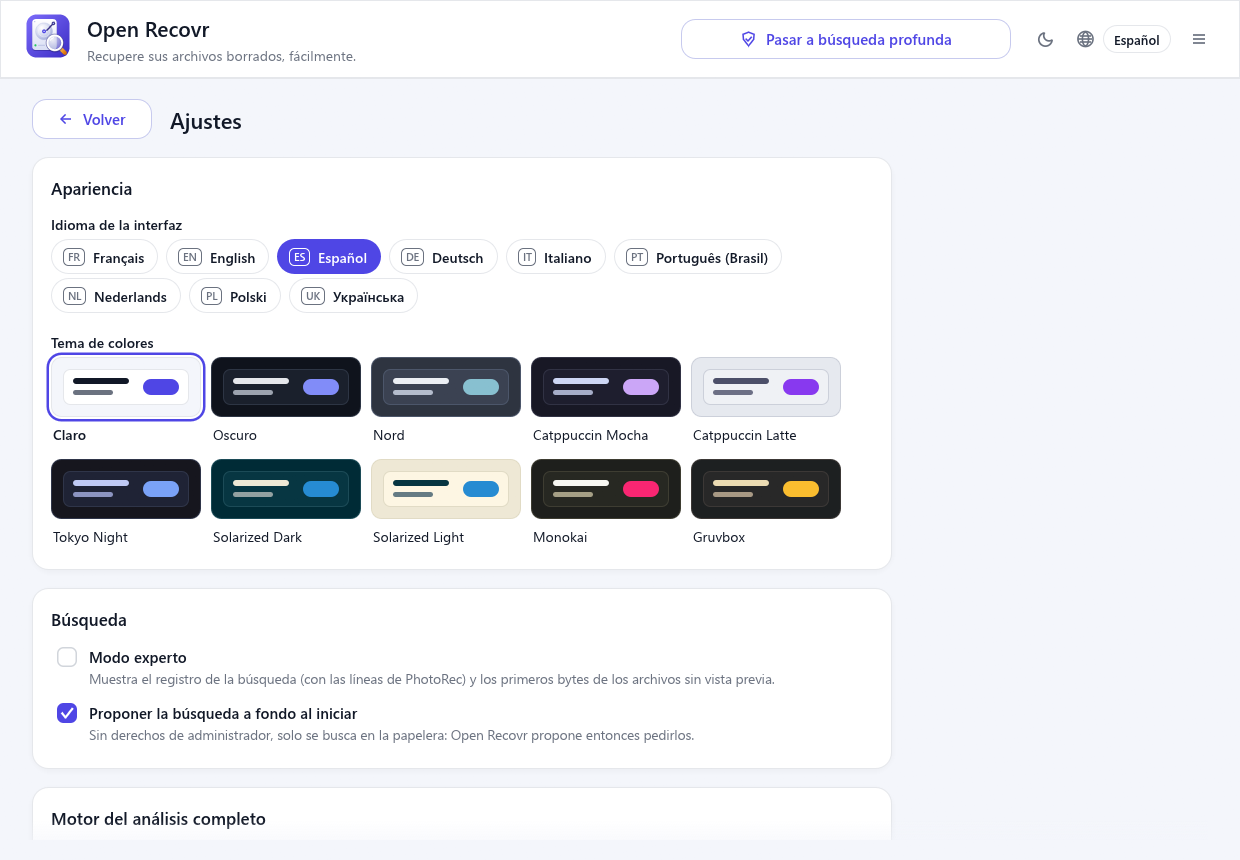 Open Recovr
Recupere sus archivos borrados, fácilmente.
Pasar a búsqueda profunda
Español
Volver
Ajustes
Apariencia
Idioma de la interfaz
FR Français
EN English
ES Español
DE Deutsch
IT Italiano
PT Português (Brasil)
NL Nederlands
PL Polski
UK Українська
Tema de colores
Claro
Oscuro
Nord
Catppuccin Mocha
Catppuccin Latte
Tokyo Night
Solarized Dark
Solarized Light
Monokai
Gruvbox
Búsqueda
Modo experto
Muestra el registro de la búsqueda (con las líneas de PhotoRec) y los primeros bytes de los archivos sin vista previa.
Proponer la búsqueda a fondo al iniciar
Sin derechos de administrador, solo se busca en la papelera: Open Recovr propone entonces pedirlos.
Motor del análisis completo